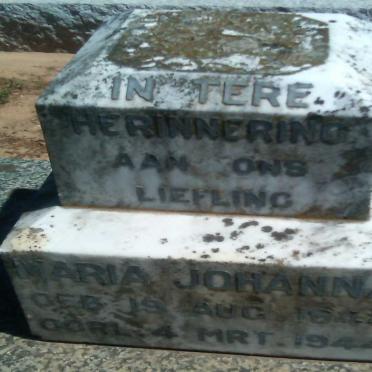 IN TERE
HERINNERING
AAN ONS
LIEFLING
MARIA JOHANNA
GEB. 19 AUG.
OORL. 4 MRT.